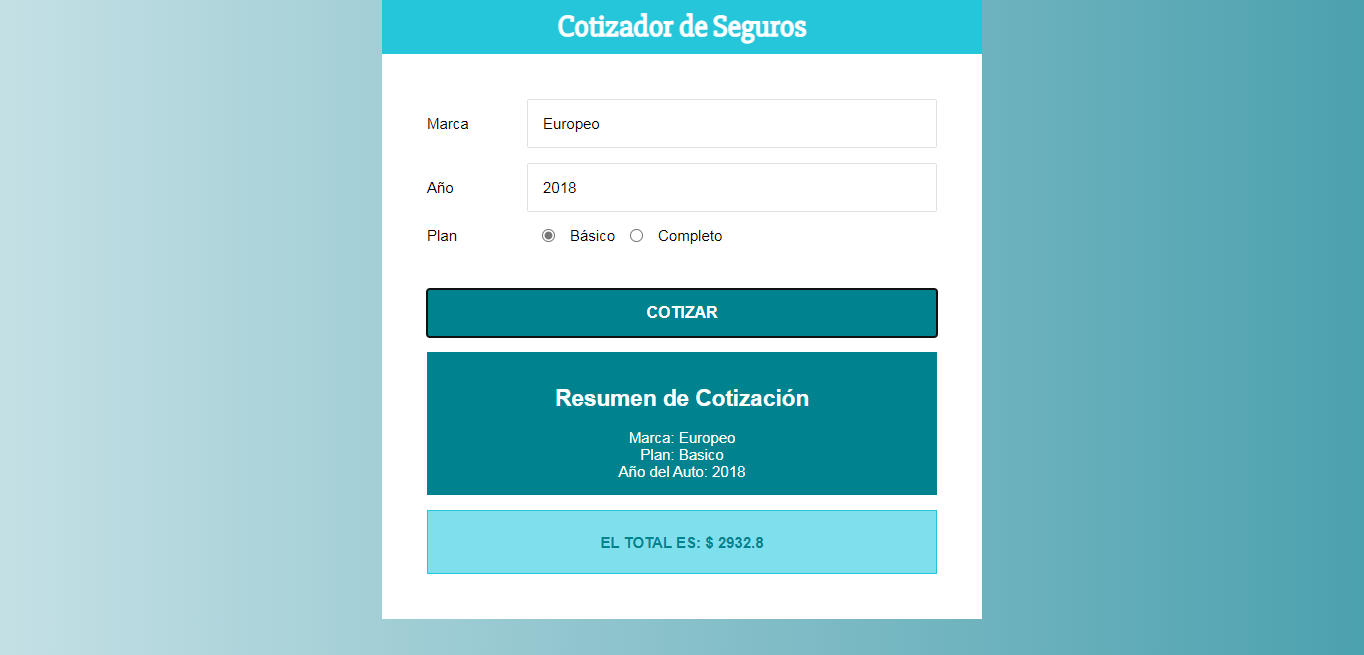 Cotizador de Seguros
Marca
Europeo
Año
2018
Plan
Básico
Completo
COTIZAR
Resumen de Cotización
Marca: Europeo
Plan: Basico
Año del Auto: 2018
EL TOTAL ES: $ 2932.8